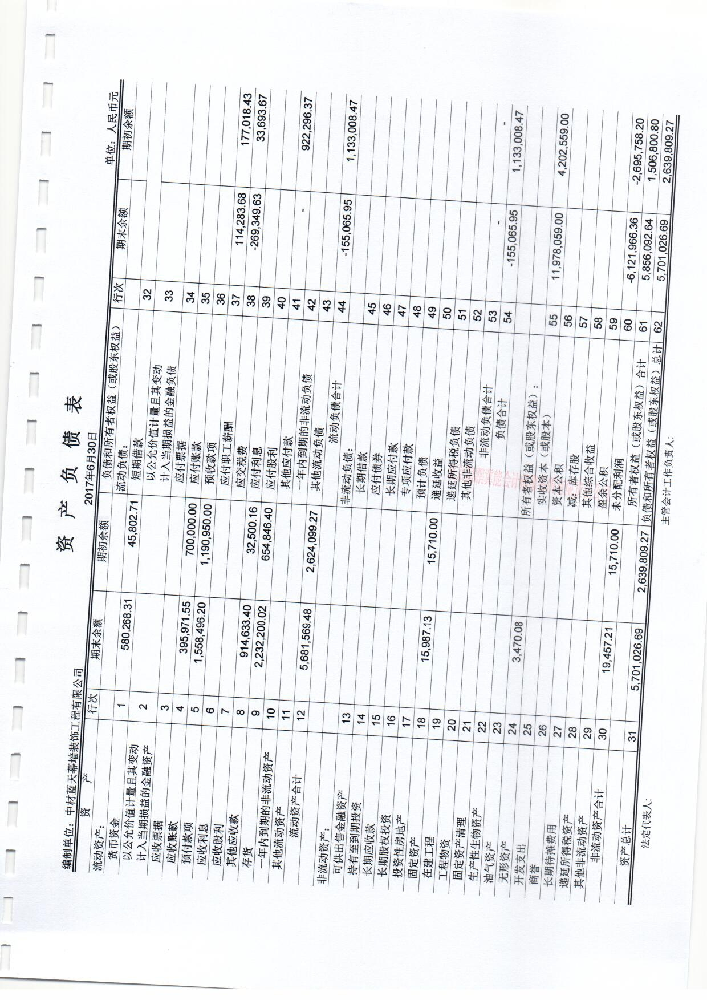 资 产 负 债 表
2017年6月30日
编制单位：中材蓝天幕墙装饰工程有限公司 单位：人民币元
资 产 行次 期末余额 期初余额 负债和所有者权益（或股东权益） 行次 期末余额 期初余额
流动资产： 流动负债：
货币资金 1 580,268.31 45,802.71 短期借款 32
以公允价值计量且其变动 以公允价值计量且其变动
计入当期损益的金融资产 2 计入当期损益的金融负债 33
应收票据 3 应付票据 34
应收账款 4 395,971.55 700,000.00 应付账款 35
预付款项 5 1,558,496.20 1,190,950.00 预收款项 36
应收利息 6 应付职工薪酬 37 114,283.68 177,018.43
应收股利 7 应交税费 38 -269,349.63 33,693.67
其他应收款 8 914,633.40 32,500.16 应付利息 39
存货 9 2,232,200.02 654,846.40 应付股利 40
一年内到期的非流动资产 10 其他应付款 41 - 922,296.37
其他流动资产 11 一年内到期的非流动负债 42
流动资产合计 12 5,681,569.48 2,624,099.27 其他流动负债 43
流动负债合计 44 -155,065.95 1,133,008.47
非流动资产： 非流动负债：
可供出售金融资产 13 长期借款 45
持有至到期投资 14 应付债券 46
长期应收款 15 长期应付款 47
长期股权投资 16 专项应付款 48
投资性房地产 17 预计负债 49
固定资产 18 15,987.13 15,710.00 递延收益 50
在建工程 19 递延所得税负债 51
工程物资 20 其他非流动负债 52
固定资产清理 21 非流动负债合计 53 - -
生产性生物资产 22 负债合计 54 -155,065.95 1,133,008.47
油气资产 23
无形资产 24 3,470.08 所有者权益（或股东权益）：
开发支出 25 实收资本（或股本） 55 11,978,059.00 4,202,559.00
商誉 26 资本公积 56
长期待摊费用 27 减：库存股 57
递延所得税资产 28 其他综合收益 58
其他非流动资产 29 盈余公积 59
非流动资产合计 30 19,457.21 15,710.00 未分配利润 60 -6,121,966.36 -2,695,758.20
所有者权益（或股东权益）合计 61 5,856,092.64 1,506,800.80
资产总计 31 5,701,026.69 2,639,809.27 负债和所有者权益（或股东权益）总计 62 5,701,026.69 2,639,809.27
法定代表人： 主管会计工作负责人：